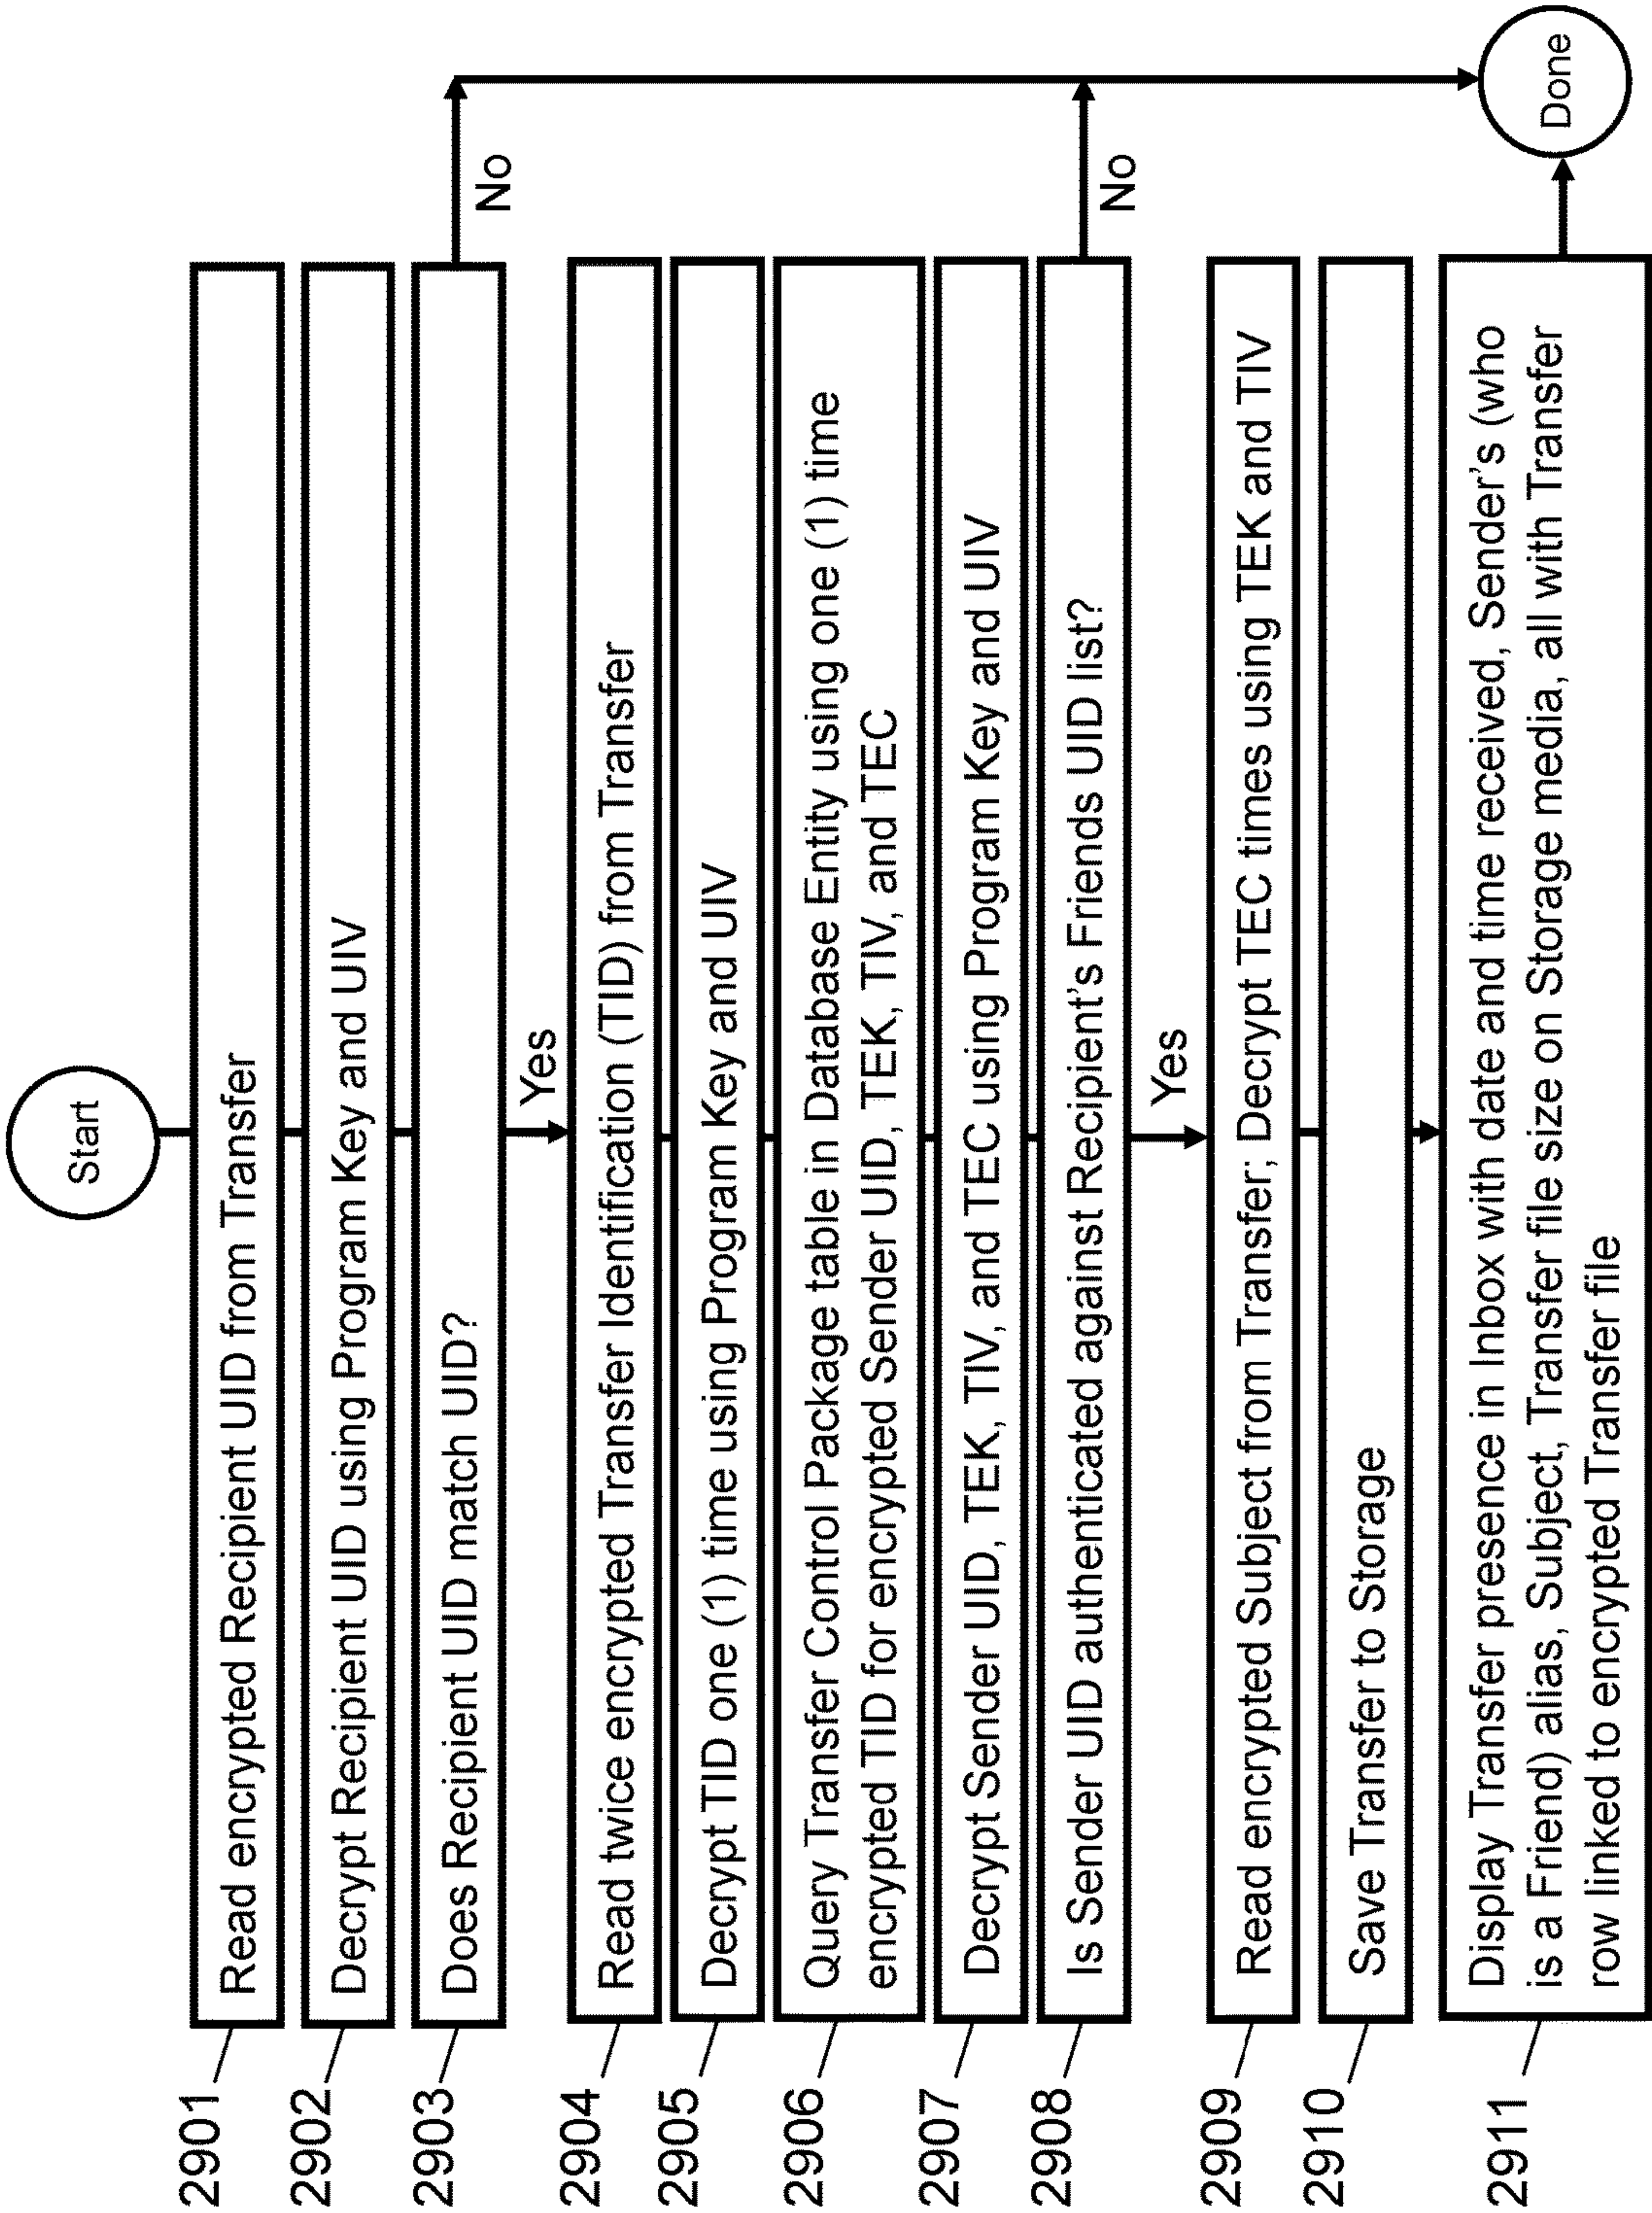 Start
2901
Read encrypted Recipient UID from Transfer
2902
Decrypt Recipient UID using Program Key and UIV
2903
Does Recipient UID match UID?
No
Yes
2904
Read twice encrypted Transfer Identification (TID) from Transfer
2905
Decrypt TID one (1) time using Program Key and UIV
2906
Query Transfer Control Package table in Database Entity using one (1) time
encrypted TID for encrypted Sender UID, TEK, TIV, and TEC
2907
Decrypt Sender UID, TEK, TIV, and TEC using Program Key and UIV
2908
Is Sender UID authenticated against Recipient's Friends UID list?
No
Yes
2909
Read encrypted Subject from Transfer; Decrypt TEC times using TEK and TIV
2910
Save Transfer to Storage
2911
Display Transfer presence in Inbox with date and time received, Sender's (who
is a Friend) alias, Subject, Transfer file size on Storage media, all with Transfer
row linked to encrypted Transfer file
Done